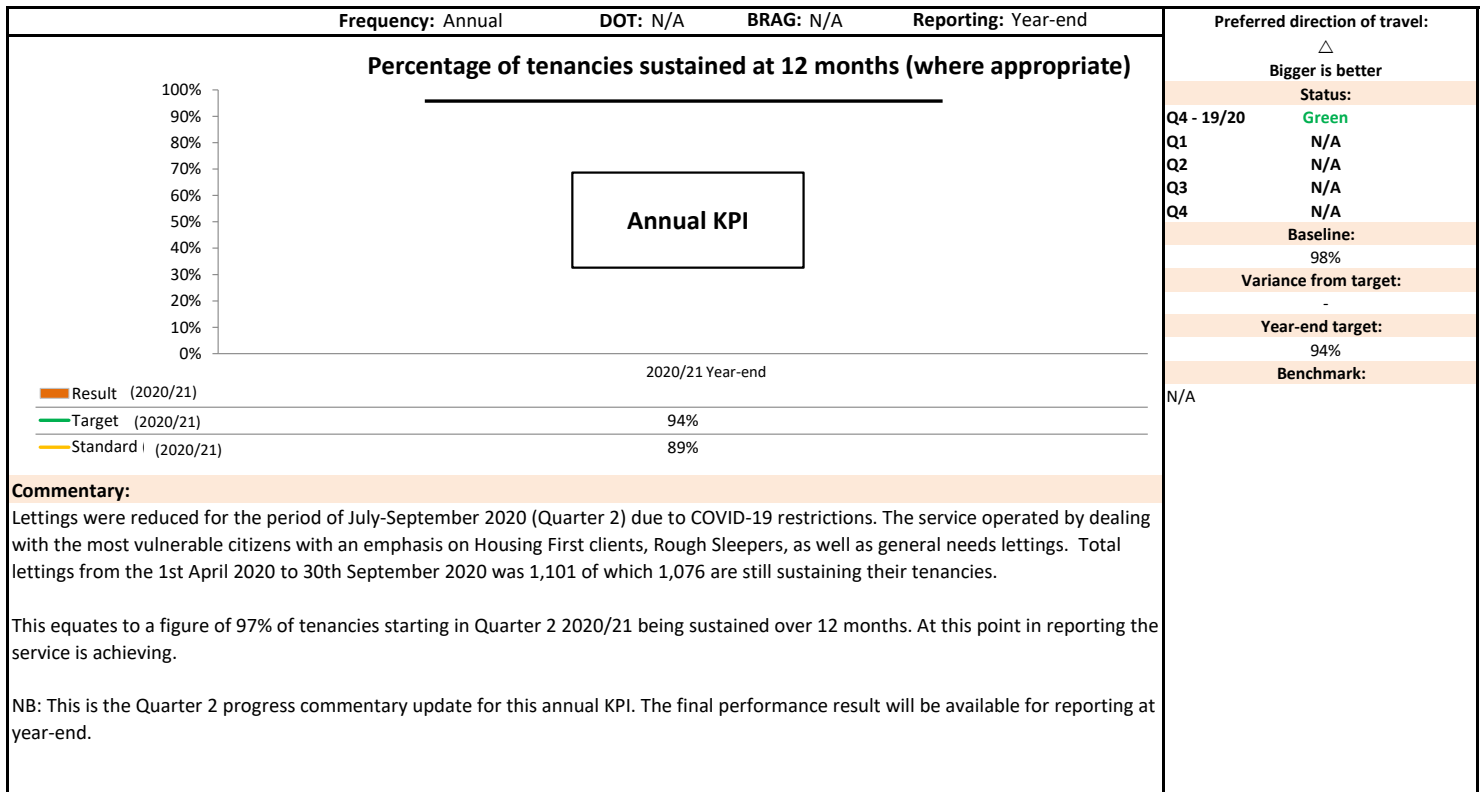 Frequency: Annual DOT: N/A BRAG: N/A Reporting: Year-end
Percentage of tenancies sustained at 12 months (where appropriate)
100%
90%
80%
70%
60%
50%
40%
30%
20%
10%
0%
Annual KPI
2020/21 Year-end
Result (2020/21)
Target (2020/21) 94%
Standard ( (2020/21) 89%
Commentary:
Lettings were reduced for the period of July-September 2020 (Quarter 2) due to COVID-19 restrictions. The service operated by dealing
with the most vulnerable citizens with an emphasis on Housing First clients, Rough Sleepers, as well as general needs lettings. Total
lettings from the 1st April 2020 to 30th September 2020 was 1,101 of which 1,076 are still sustaining their tenancies.
This equates to a figure of 97% of tenancies starting in Quarter 2 2020/21 being sustained over 12 months. At this point in reporting the
service is achieving.
NB: This is the Quarter 2 progress commentary update for this annual KPI. The final performance result will be available for reporting at
year-end.
Preferred direction of travel:
△
Bigger is better
Status:
Q4 - 19/20 Green
Q1 N/A
Q2 N/A
Q3 N/A
Q4 N/A
Baseline:
98%
Variance from target:
-
Year-end target:
94%
Benchmark:
N/A